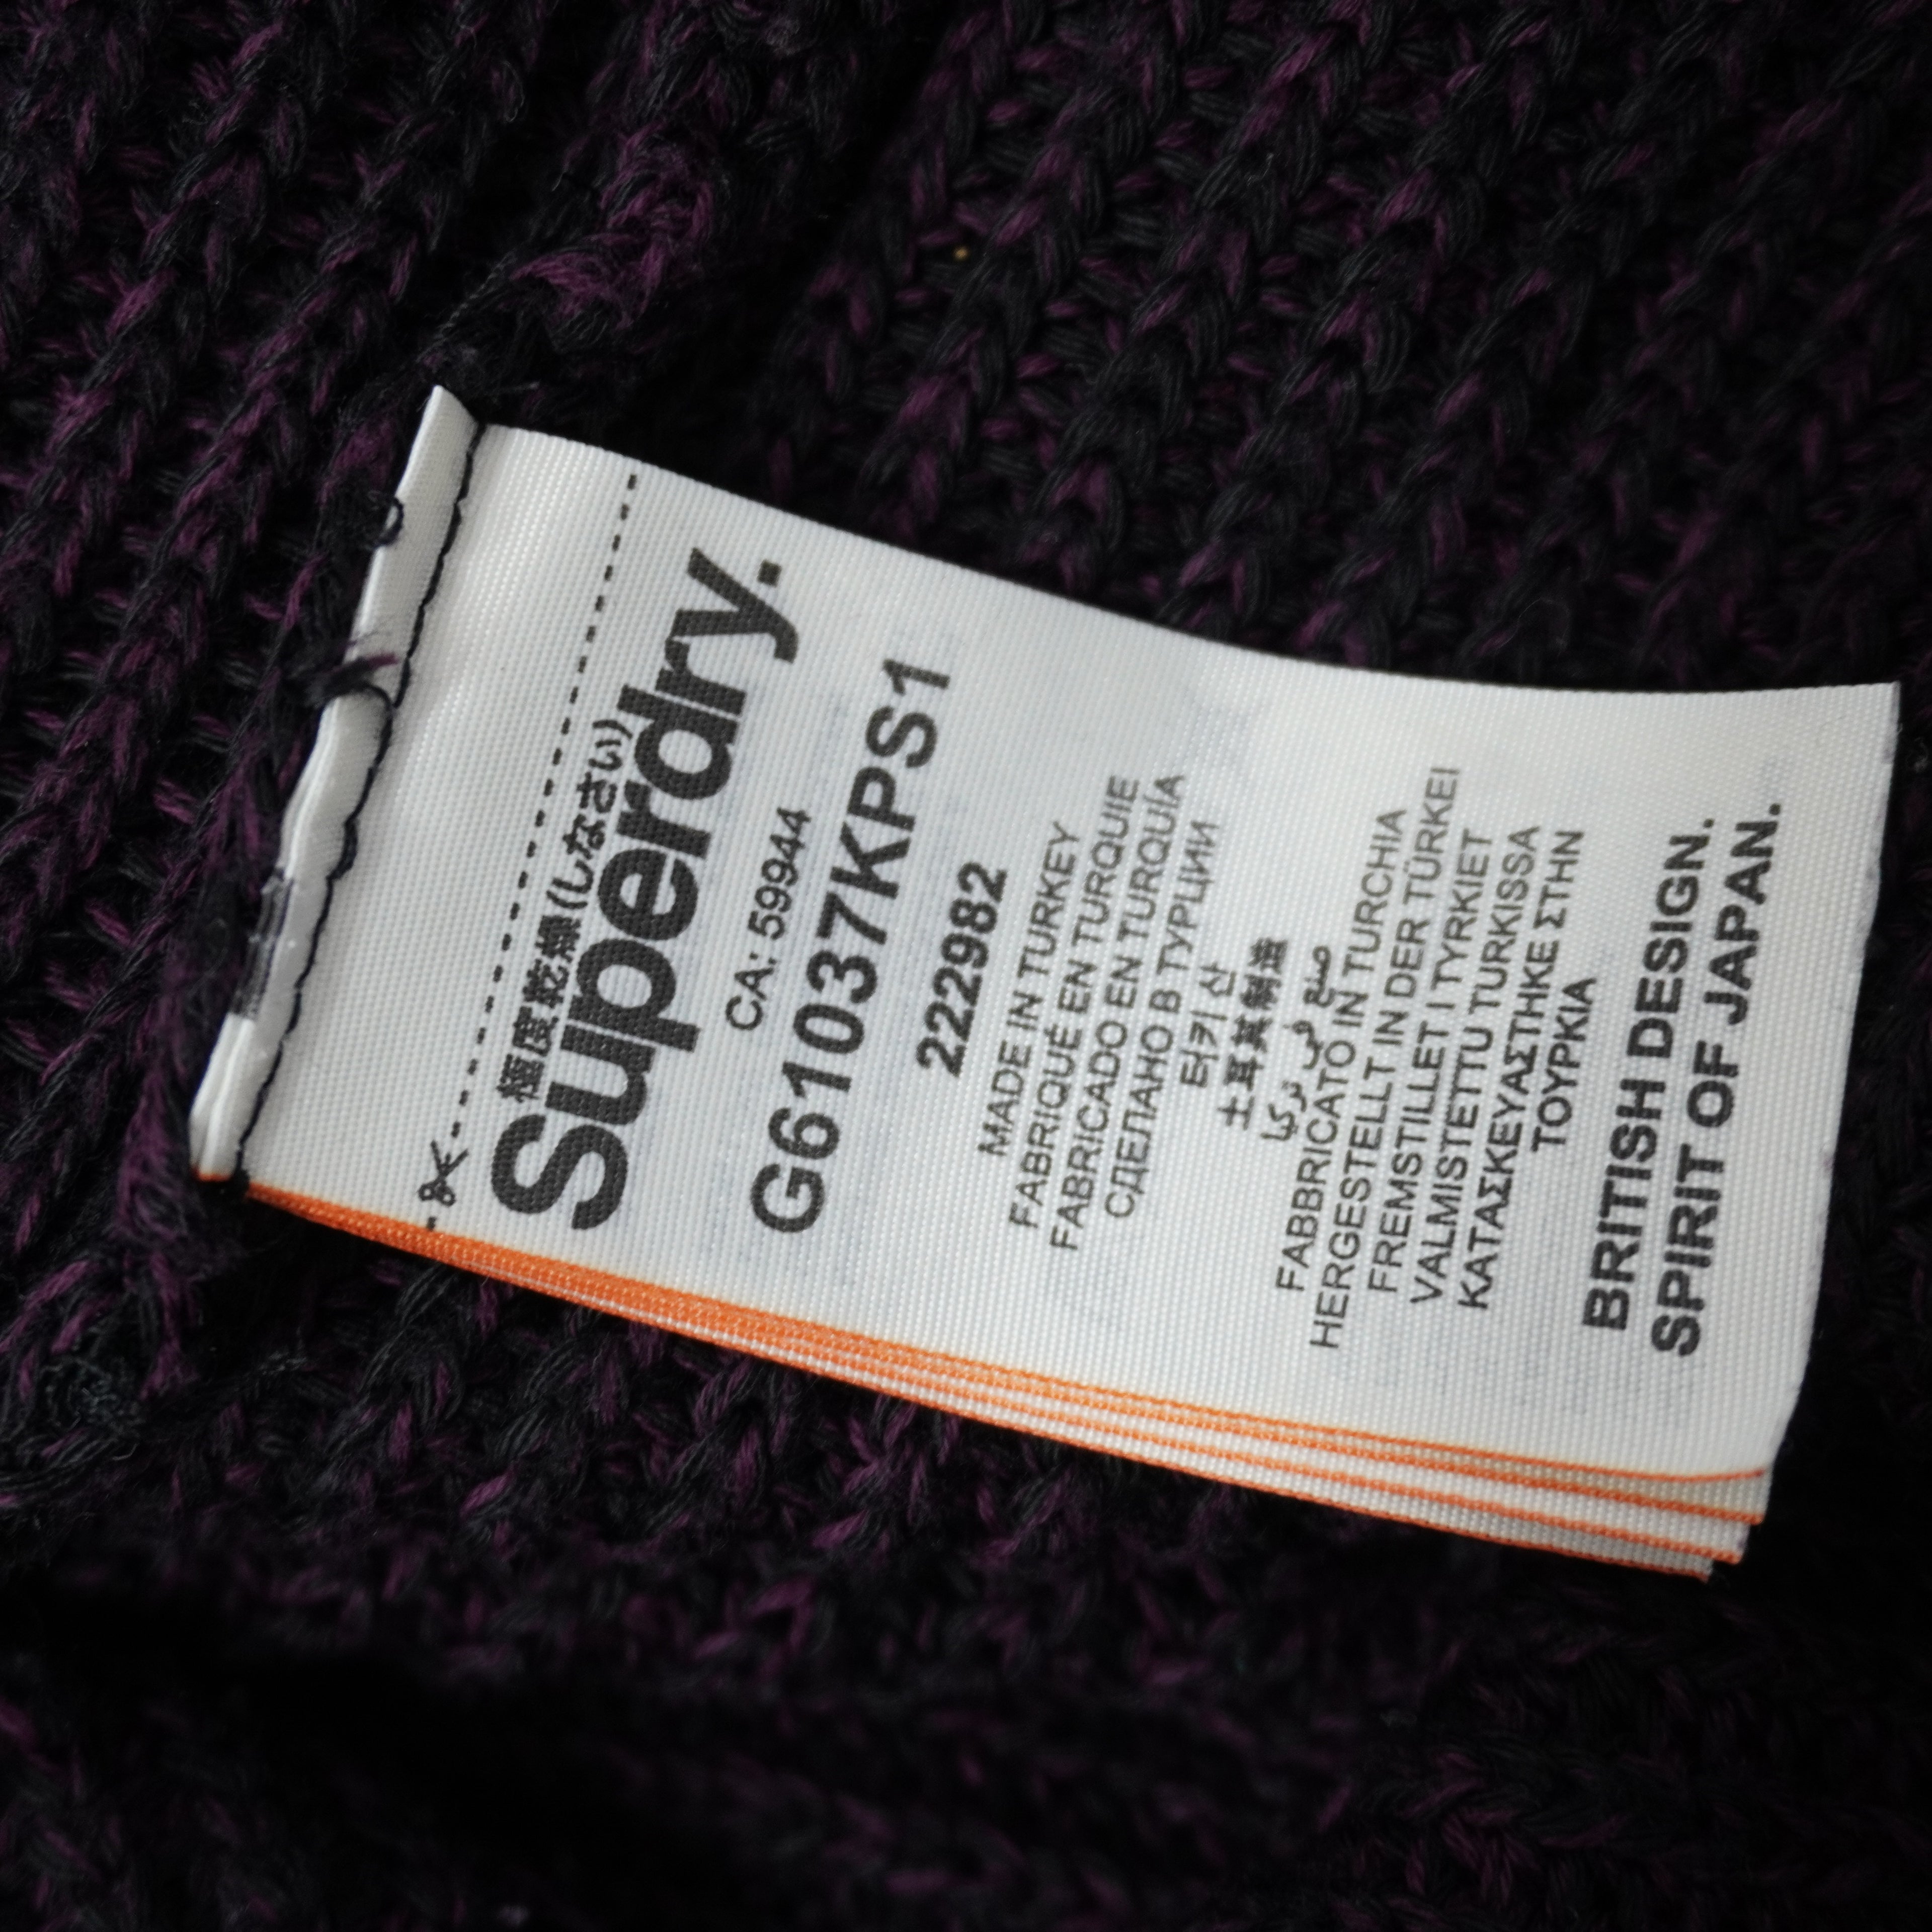 極度乾燥(しなさい)
Superdry.
CA: 59944
G61037KPS1
222982
MADE IN TURKEY
FABRIQUÉ EN TURQUIE
FABRICADO EN TURQUÍA
СДЕЛАНО В ТУРЦИИ
터키 산
土耳其制造
صنع في تركيا
FABBRICATO IN TURCHIA
HERGESTELLT IN DER TÜRKEI
FREMSTILLET I TYRKIET
VALMISTETTU TURKISSA
ΚΑΤΑΣΚΕΥΑΣΤΗΚΕ ΣΤΗΝ
ΤΟΥΡΚΙΑ
BRITISH DESIGN.
SPIRIT OF JAPAN.